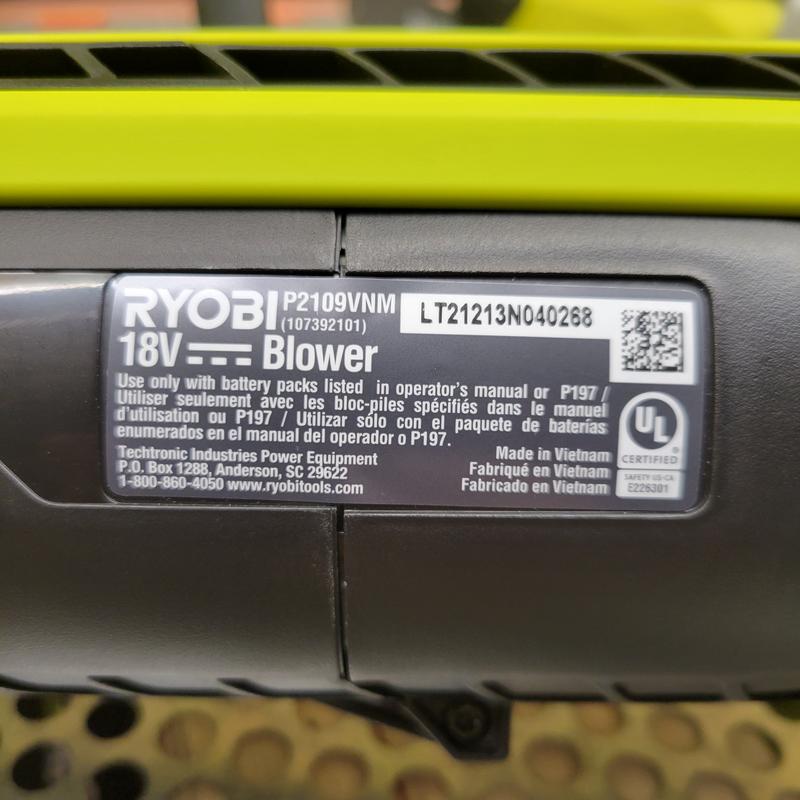 RYOBI P2109VNM
(107392101)
LT21213N040268
18V Blower
Use only with battery packs listed in operator's manual or P197 /
Utiliser seulement avec les bloc-piles spécifiés dans le manuel
d'utilisation ou P197 / Utilizar sólo con el paquete de baterías
enumerados en el manual del operador o P197.
Techtronic Industries Power Equipment
P.O. Box 1288, Anderson, SC 29622
1-800-860-4050 www.ryobitools.com
Made in Vietnam
Fabriqué en Vietnam
Fabricado en Vietnam
UL
®
CERTIFIED
SAFETY US-CA
E226301